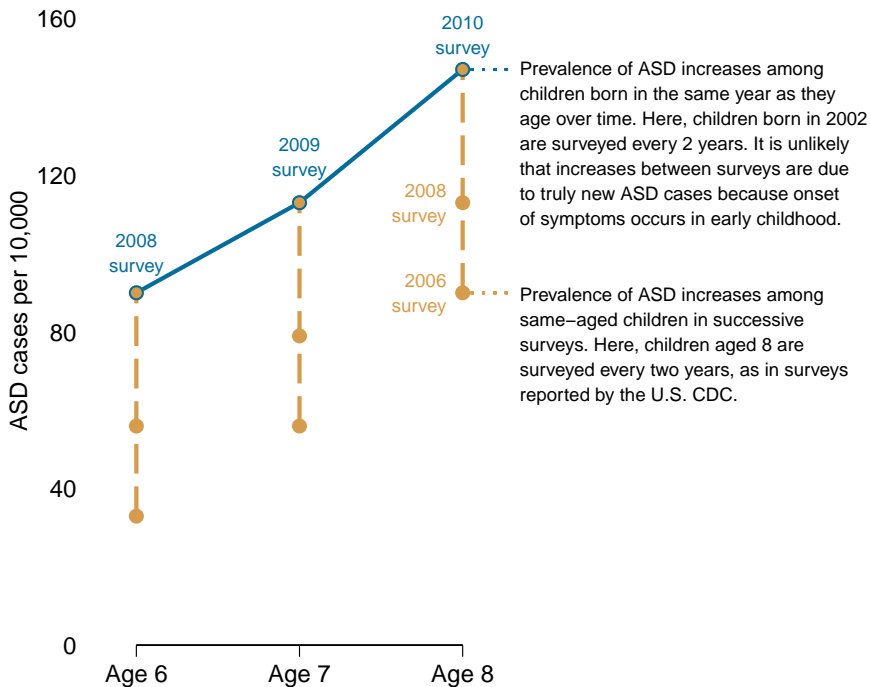 160
120
80
40
0
ASD cases per 10,000
Age 6
Age 7
Age 8
2008
survey
2009
survey
2010
survey
2008
survey
2006
survey
Prevalence of ASD increases among
children born in the same year as they
age over time. Here, children born in 2002
are surveyed every 2 years. It is unlikely
that increases between surveys are due
to truly new ASD cases because onset
of symptoms occurs in early childhood.
Prevalence of ASD increases among
same−aged children in successive
surveys. Here, children aged 8 are
surveyed every two years, as in surveys
reported by the U.S. CDC.